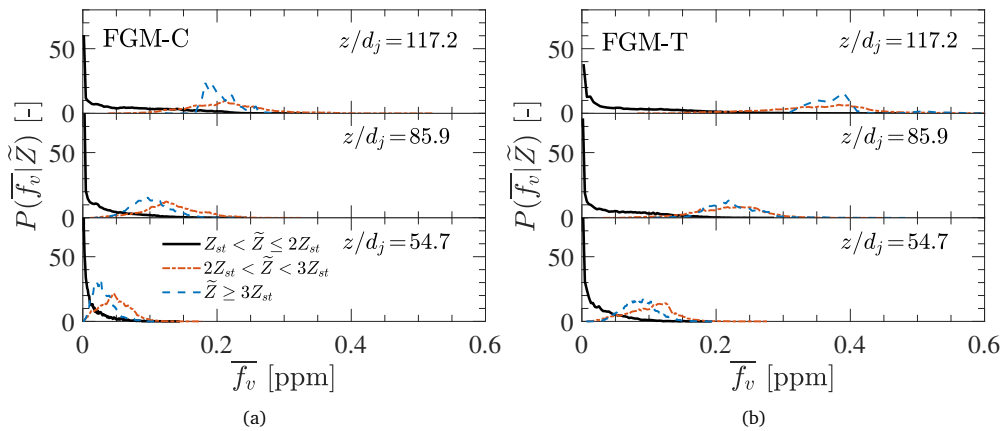 FGM-C
z/d_j=117.2
50
0
z/d_j=85.9
50
0
z/d_j=54.7
Z_st < Z̃ ≤ 2Z_st
2Z_st < Z̃ < 3Z_st
Z̃ ≥ 3Z_st
50
0
0 0.2 0.4 0.6
P(f̅_v|Z̃) [-]
f̅_v [ppm]
(a)
FGM-T
z/d_j=117.2
50
0
z/d_j=85.9
50
0
z/d_j=54.7
50
0
0 0.2 0.4 0.6
P(f̅_v|Z̃) [-]
f̅_v [ppm]
(b)